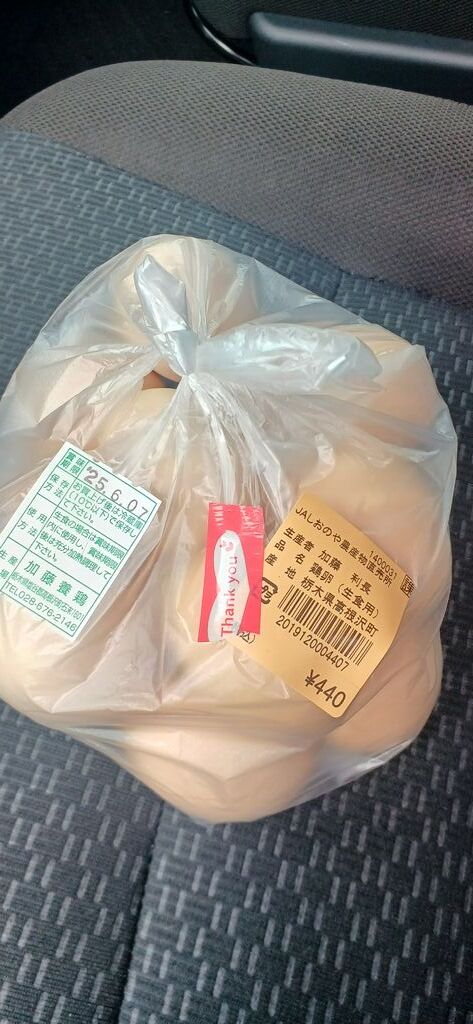 賞味期限 '25.6.07
保存方法 お買上げ後は冷蔵庫(10℃以下)で保存して下さい。
使用方法 生食の場合は賞味期限内に使用し、賞味期限後は充分加熱調理して下さい。
生産 加藤養鶏
TEL028-676-2146
Thank you
JAしおのや農産物直売所
1400031
生産者 加藤 利長
品名 鶏卵(生食用)
産地 栃木県高根沢町
2019120004407
¥440